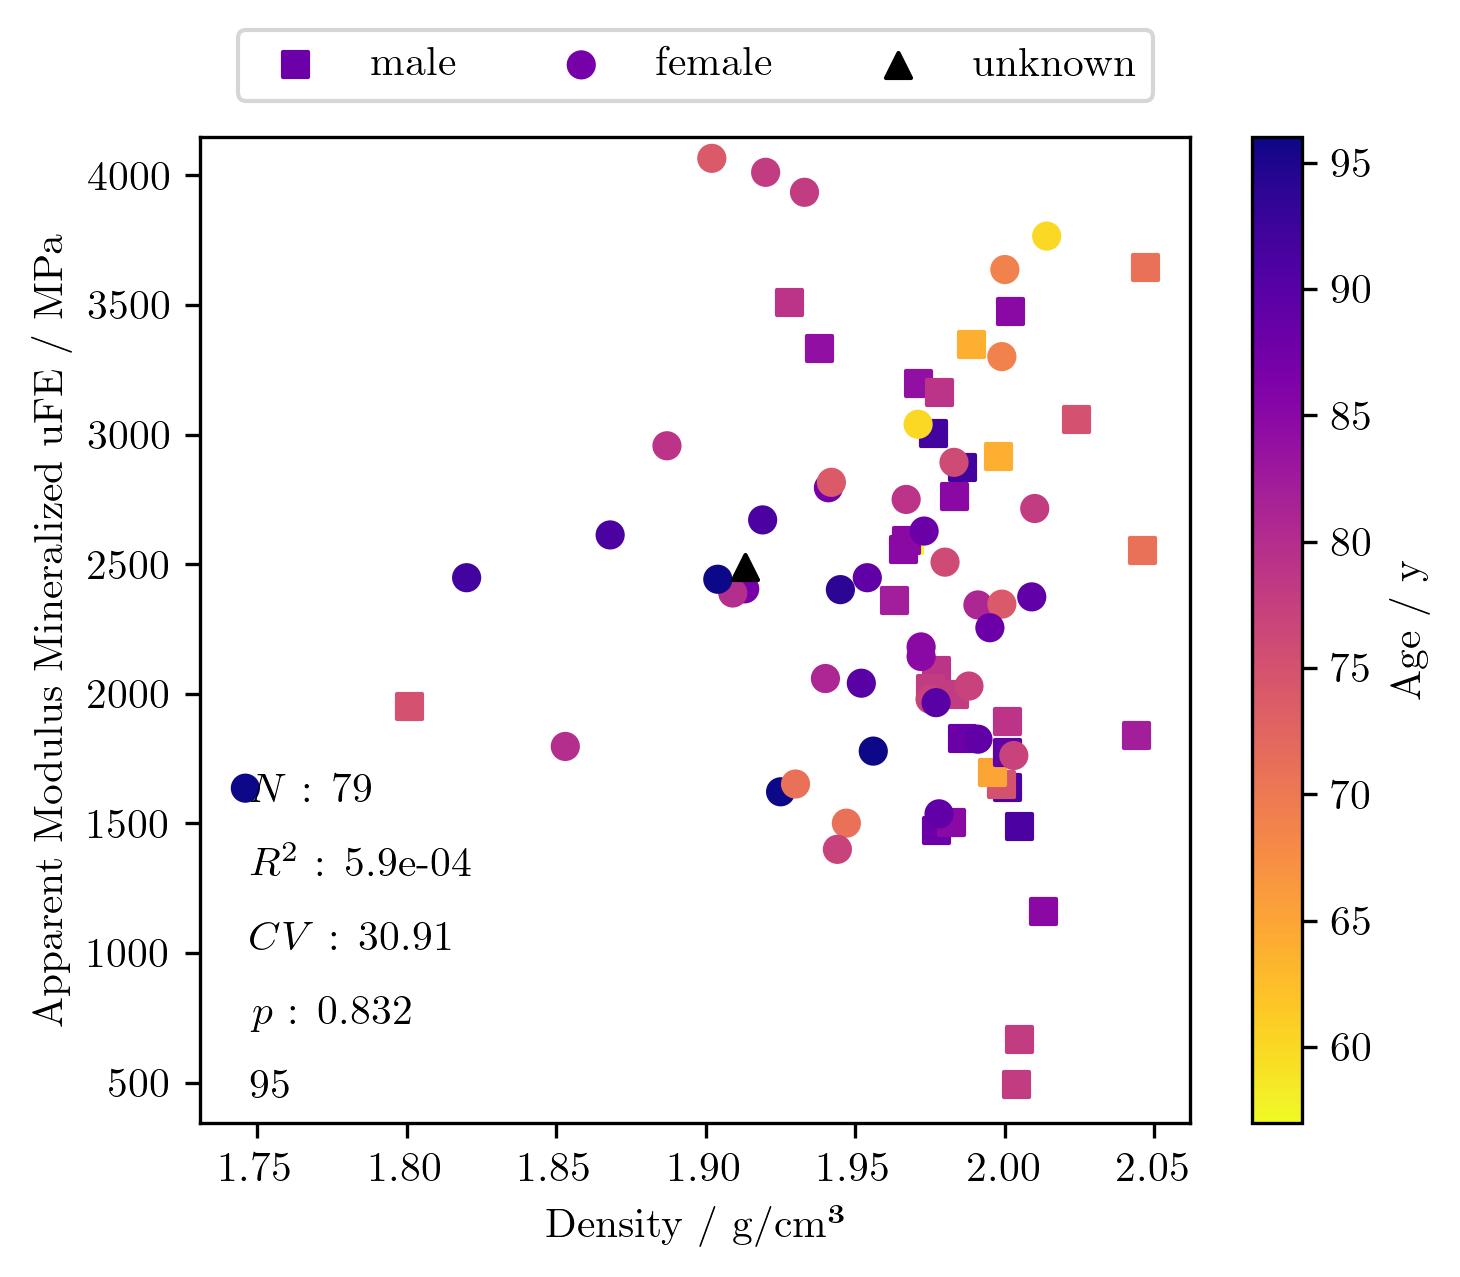 male female unknown
4000
3500
3000
2500
2000
1500
1000
500
Apparent Modulus Mineralized uFE / MPa
N : 79
R² : 5.9e-04
CV : 30.91
p : 0.832
95
1.75 1.80 1.85 1.90 1.95 2.00 2.05
Density / g/cm³
95
90
85
80
75
70
65
60
Age / y